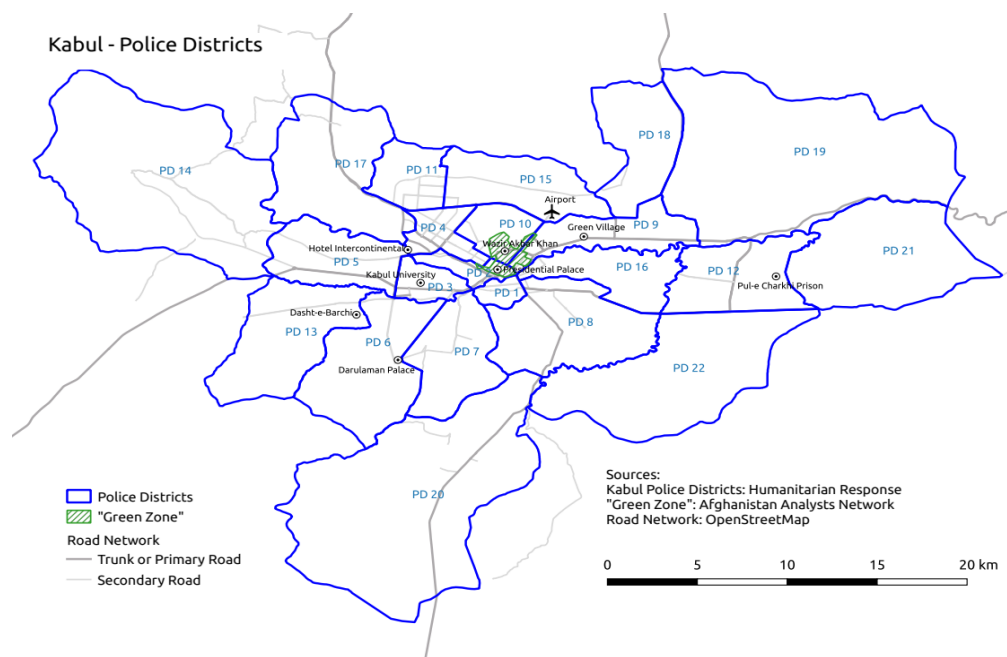 Kabul - Police Districts
PD 18
PD 19
PD 17
PD 11
PD 14
PD 15
Airport
PD 10
PD 4
PD 9
Green Village
Hotel Intercontinental
Wazir Akbar Khan
PD 21
PD 5
PD 16
Kabul University
PD
Presidential Palace
PD 12
PD 3
PD 1
Pul-e Charkhi Prison
Dasht-e-Barchi
PD 8
PD 13
PD 6
PD 7
Darulaman Palace
PD 22
PD 20
Police Districts
"Green Zone"
Road Network
Trunk or Primary Road
Secondary Road
Sources:
Kabul Police Districts: Humanitarian Response
"Green Zone": Afghanistan Analysts Network
Road Network: OpenStreetMap
0 5 10 15 20 km